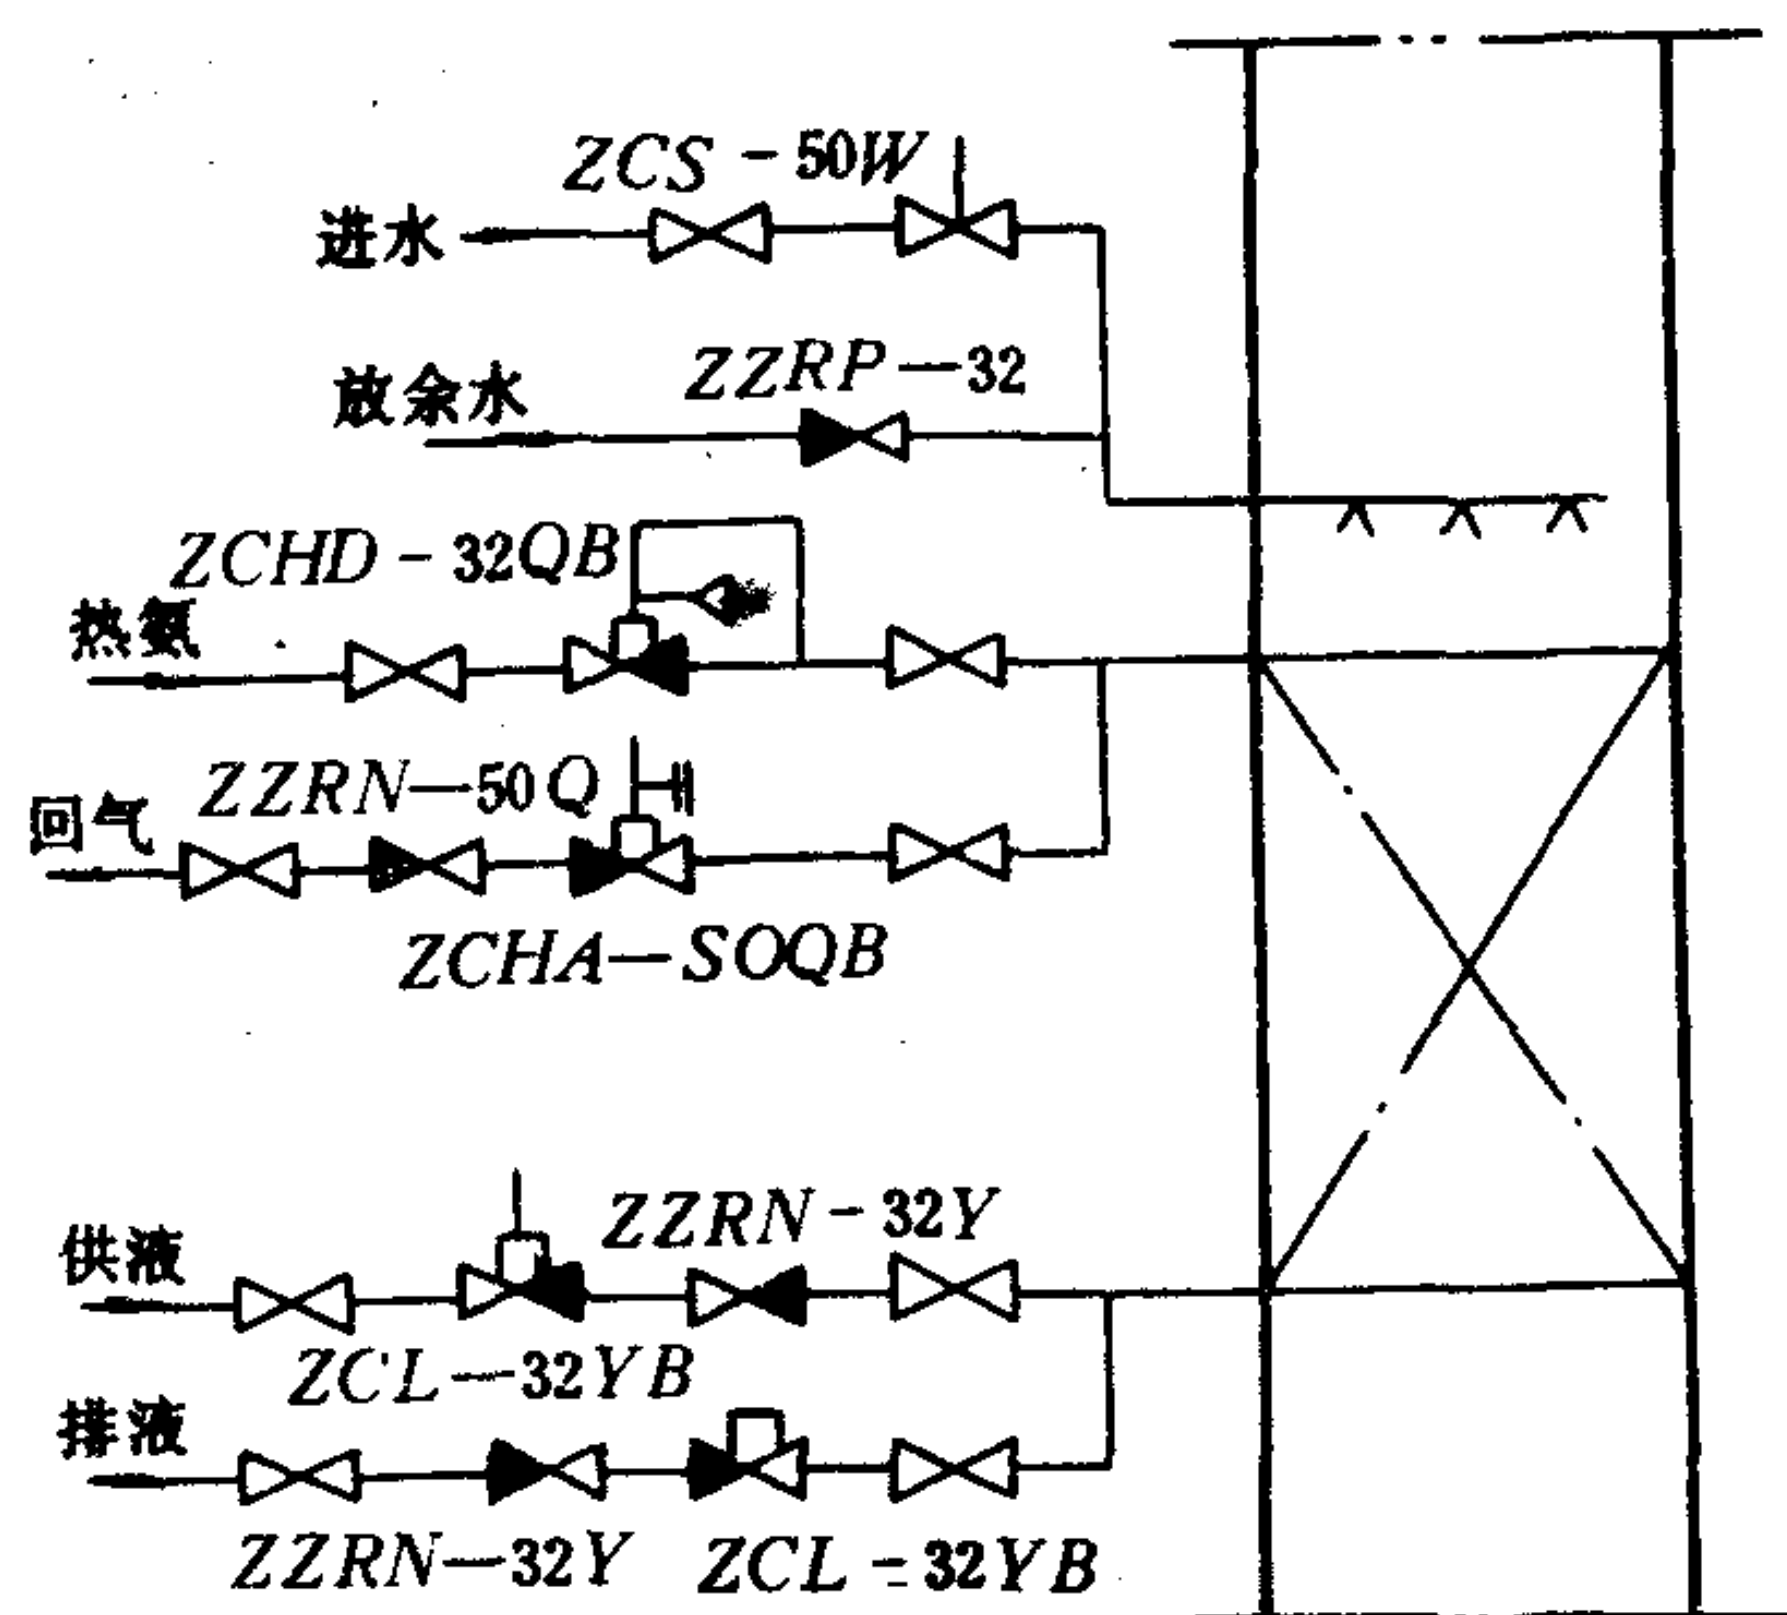 ZCS-50W
进水
ZZRP—32
放余水
ZCHD-32QB
热氨
ZZRN—50Q
回气
ZCHA—SOQB
ZZRN-32Y
供液
ZCL—32YB
排液
ZZRN—32Y
ZCL-32YB